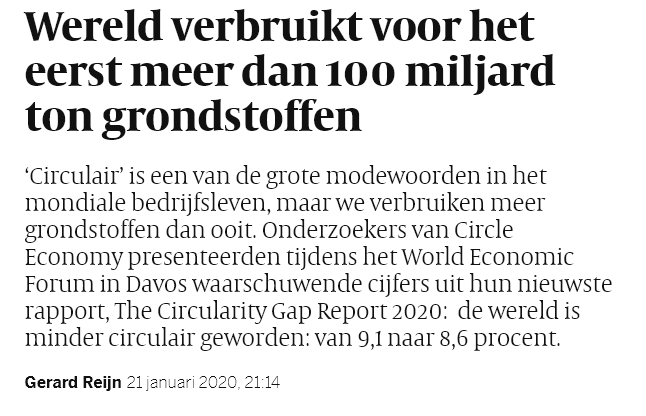 Wereld verbruikt voor het
eerst meer dan 100 miljard
ton grondstoffen
‘Circulair’ is een van de grote modewoorden in het
mondiale bedrijfsleven, maar we verbruiken meer
grondstoffen dan ooit. Onderzoekers van Circle
Economy presenteerden tijdens het World Economic
Forum in Davos waarschuwende cijfers uit hun nieuwste
rapport, The Circularity Gap Report 2020:  de wereld is
minder circulair geworden: van 9,1 naar 8,6 procent.
Gerard Reijn 21 januari 2020, 21:14